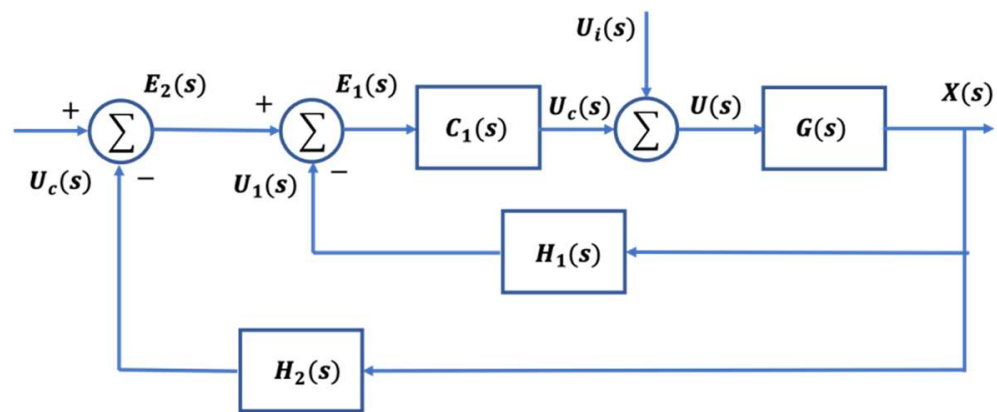 U_i(s)
E_2(s)
E_1(s)
U_c(s)
U(s)
X(s)
+
+
∑
∑
C_1(s)
∑
G(s)
U_c(s)
−
U_1(s)
−
H_1(s)
H_2(s)